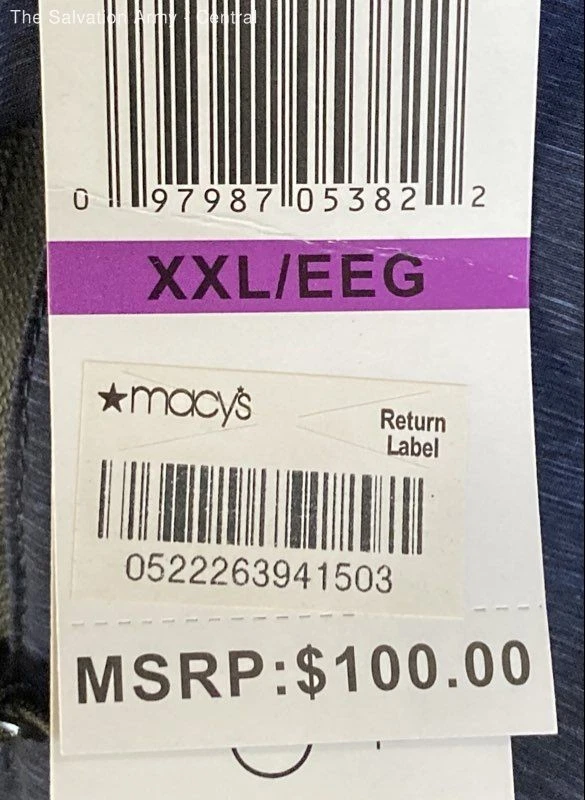 The Salvation Army - Central
0 97987 05382 2
XXL/EEG
★macy's
Return
Label
0522263941503
MSRP:$100.00